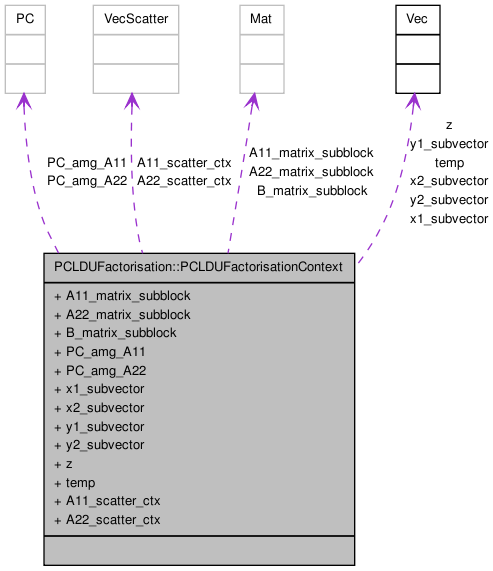 PC
VecScatter
Mat
Vec
PC_amg_A11
PC_amg_A22
A11_scatter_ctx
A22_scatter_ctx
A11_matrix_subblock
A22_matrix_subblock
B_matrix_subblock
z
y1_subvector
temp
x2_subvector
y2_subvector
x1_subvector
PCLDUFactorisation::PCLDUFactorisationContext
+ A11_matrix_subblock
+ A22_matrix_subblock
+ B_matrix_subblock
+ PC_amg_A11
+ PC_amg_A22
+ x1_subvector
+ x2_subvector
+ y1_subvector
+ y2_subvector
+ z
+ temp
+ A11_scatter_ctx
+ A22_scatter_ctx